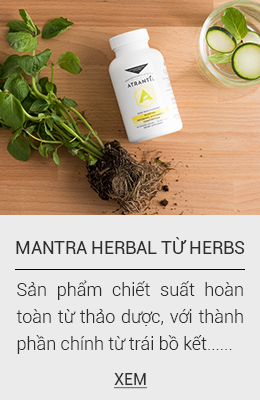 ATRANTĒL
A
MANTRA HERBAL TỪ HERBS
Sản phẩm chiết suất hoàn
toàn từ thảo dược, với thành
phần chính từ trái bồ kết......
XEM